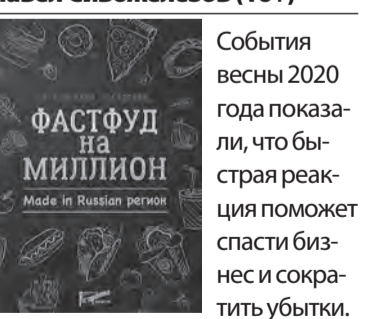 ФАСТФУД
на
МИЛЛИОН
Made in Russian регион
События
весны 2020
года показа-
ли, что бы-
страя реак-
ция поможет
спасти биз-
нес и сокра-
тить убытки.